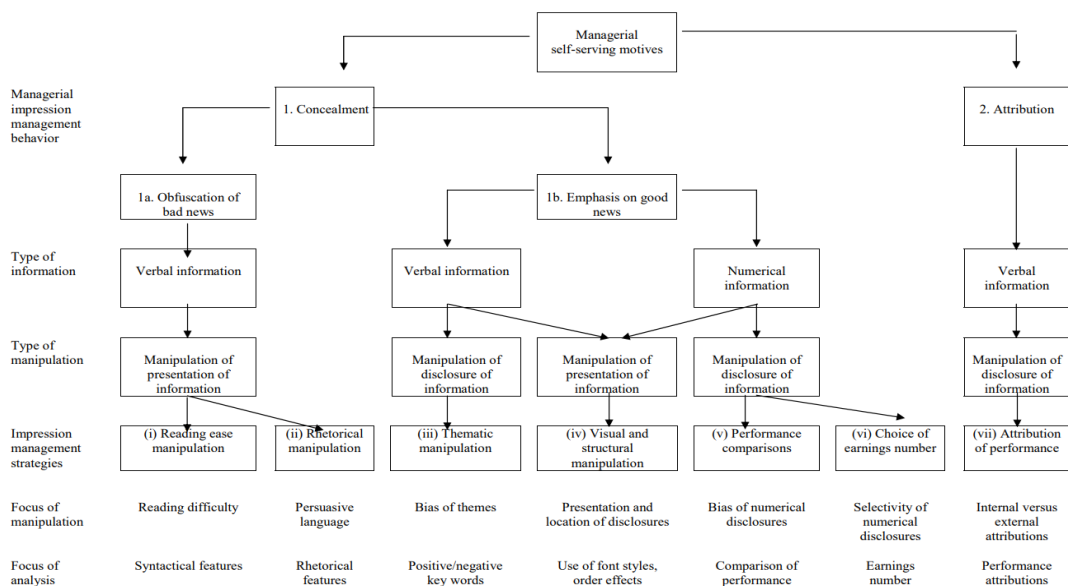 Managerial
self-serving motives
Managerial
impression
management
behavior
1. Concealment
2. Attribution
1a. Obfuscation of
bad news
1b. Emphasis on good
news
Type of
information
Verbal information
Verbal information
Numerical
information
Verbal
information
Type of
manipulation
Manipulation of
presentation of
information
Manipulation of
disclosure of
information
Manipulation of
presentation of
information
Manipulation of
disclosure of
information
Manipulation of
disclosure of
information
Impression
management
strategies
(i) Reading ease
manipulation
(ii) Rhetorical
manipulation
(iii) Thematic
manipulation
(iv) Visual and
structural
manipulation
(v) Performance
comparisons
(vi) Choice of
earnings number
(vii) Attribution
of performance
Focus of
manipulation
Reading difficulty
Persuasive
language
Bias of themes
Presentation and
location of disclosures
Bias of numerical
disclosures
Selectivity of
numerical
disclosures
Internal versus
external
attributions
Focus of
analysis
Syntactical features
Rhetorical
features
Positive/negative
key words
Use of font styles,
order effects
Comparison of
performance
Earnings
number
Performance
attributions